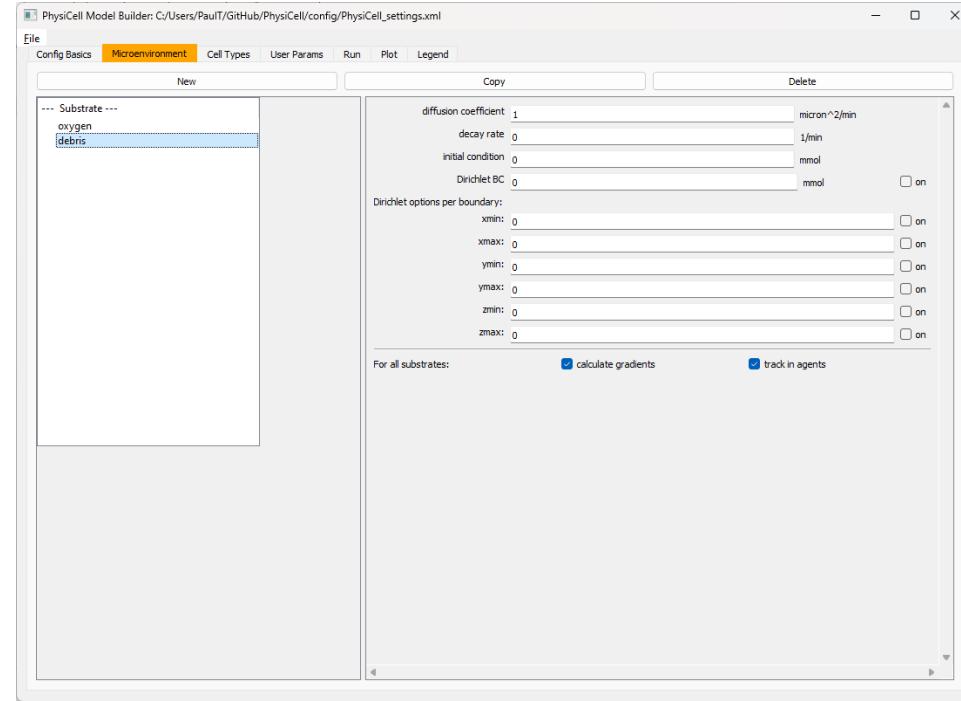 PhysiCell Model Builder: C:/Users/PaulT/GitHub/PhysiCell/config/PhysiCell_settings.xml
File
Config Basics Microenvironment Cell Types User Params Run Plot Legend
New Copy Delete
--- Substrate ---
oxygen
debris
diffusion coefficient 1 micron^2/min
decay rate 0 1/min
initial condition 0 mmol
Dirichlet BC 0 mmol on
Dirichlet options per boundary:
xmin: 0 on
xmax: 0 on
ymin: 0 on
ymax: 0 on
zmin: 0 on
zmax: 0 on
For all substrates: calculate gradients track in agents